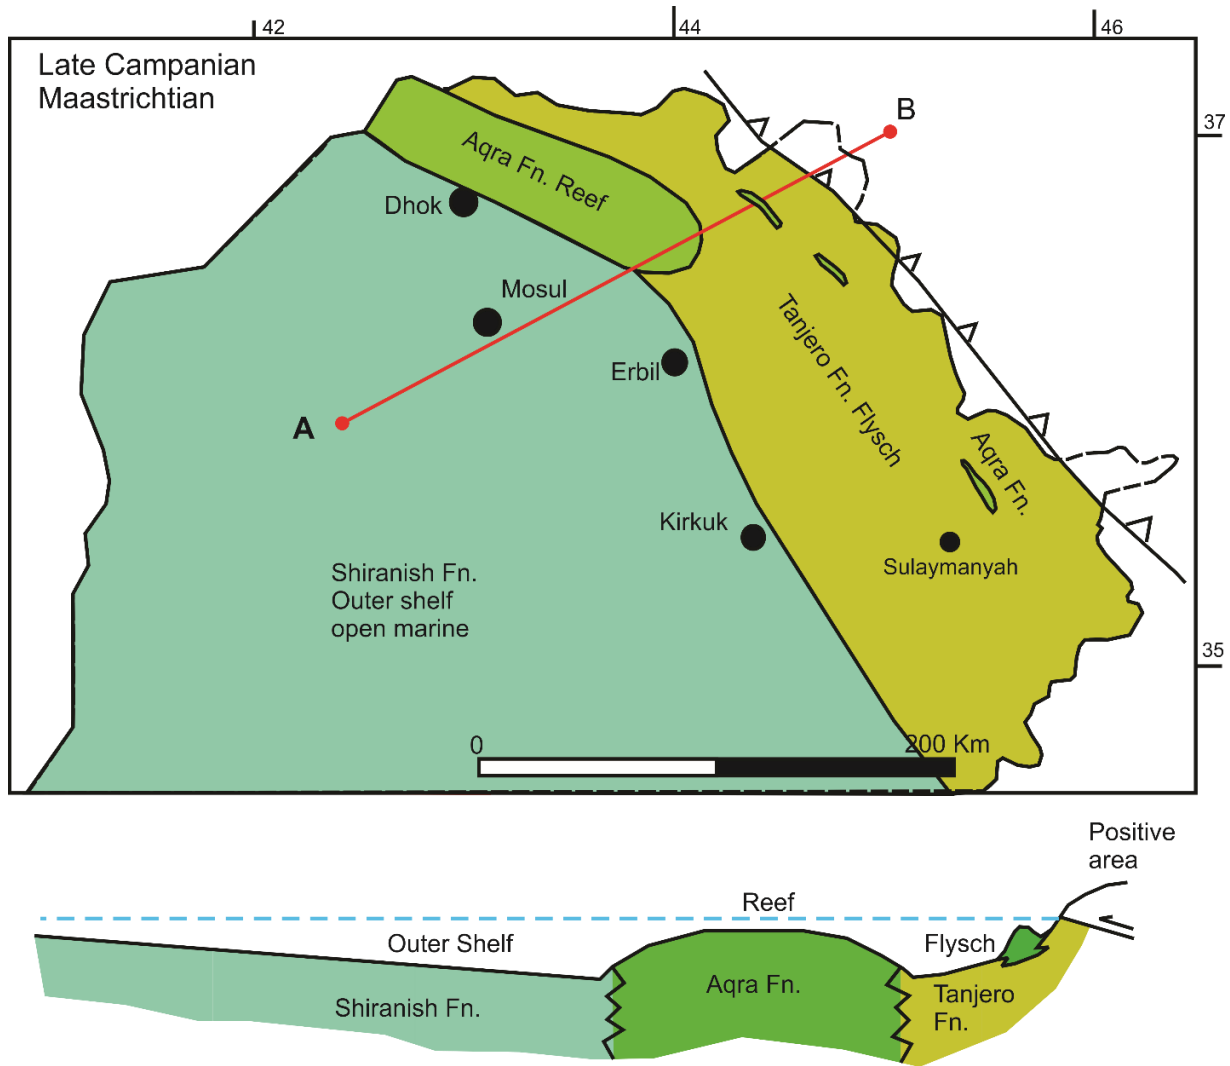 42
44
46
Late Campanian
Maastrichtian
B
37
Aqra Fn. Reef
Dhok
Mosul
Tanjero Fn. Flysch
Erbil
A
Aqra Fn.
Kirkuk
Sulaymanyah
Shiranish Fn.
Outer shelf
open marine
35
0
200 Km
Positive
area
Reef
Outer Shelf
Flysch
Aqra Fn.
Shiranish Fn.
Tanjero
Fn.